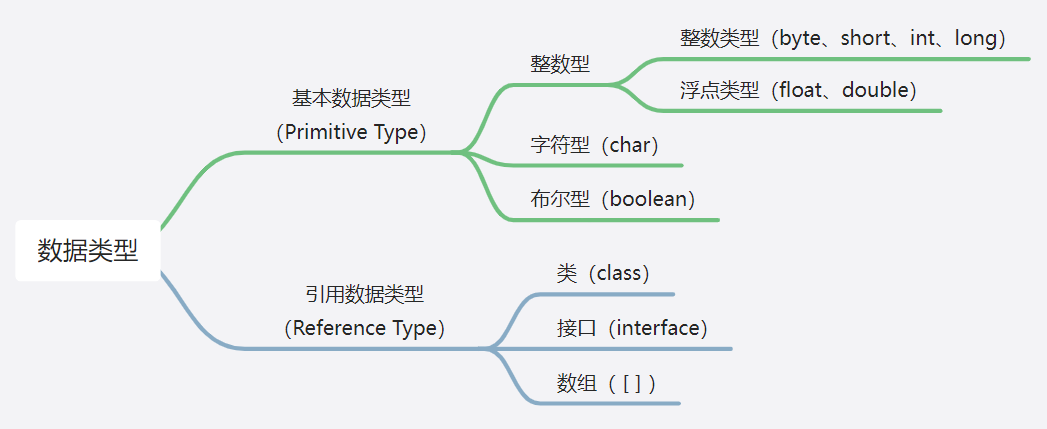 数据类型
基本数据类型
（Primitive Type）
整数型
整数类型（byte、short、int、long）
浮点类型（float、double）
字符型（char）
布尔型（boolean）
引用数据类型
（Reference Type）
类（class）
接口（interface）
数组（ [ ] ）